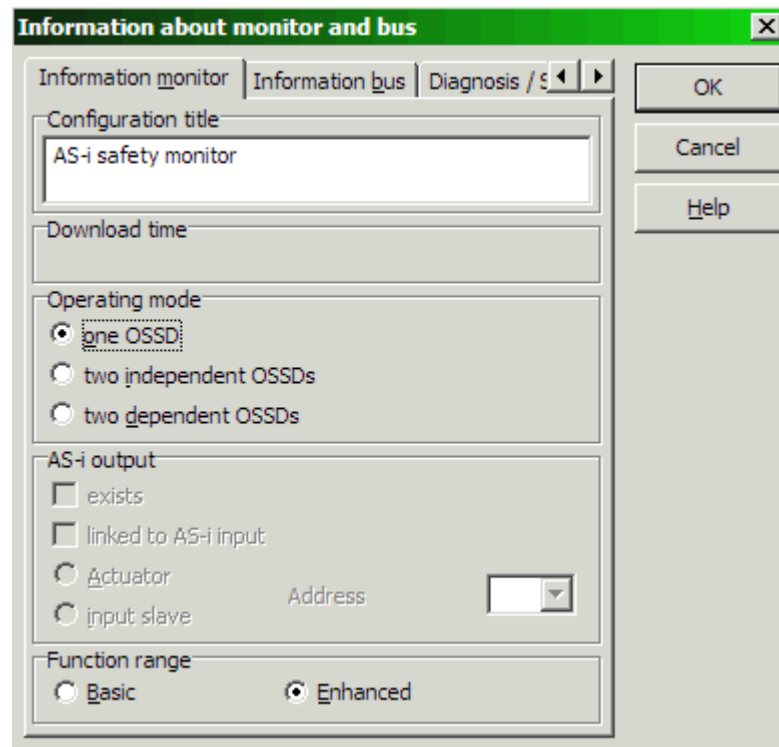 Information about monitor and bus
Information monitor
Information bus
Diagnosis / S
OK
Cancel
Help
Configuration title
AS-i safety monitor
Download time
Operating mode
one OSSD
two independent OSSDs
two dependent OSSDs
AS-i output
exists
linked to AS-i input
Actuator
Address
input slave
Function range
Basic
Enhanced